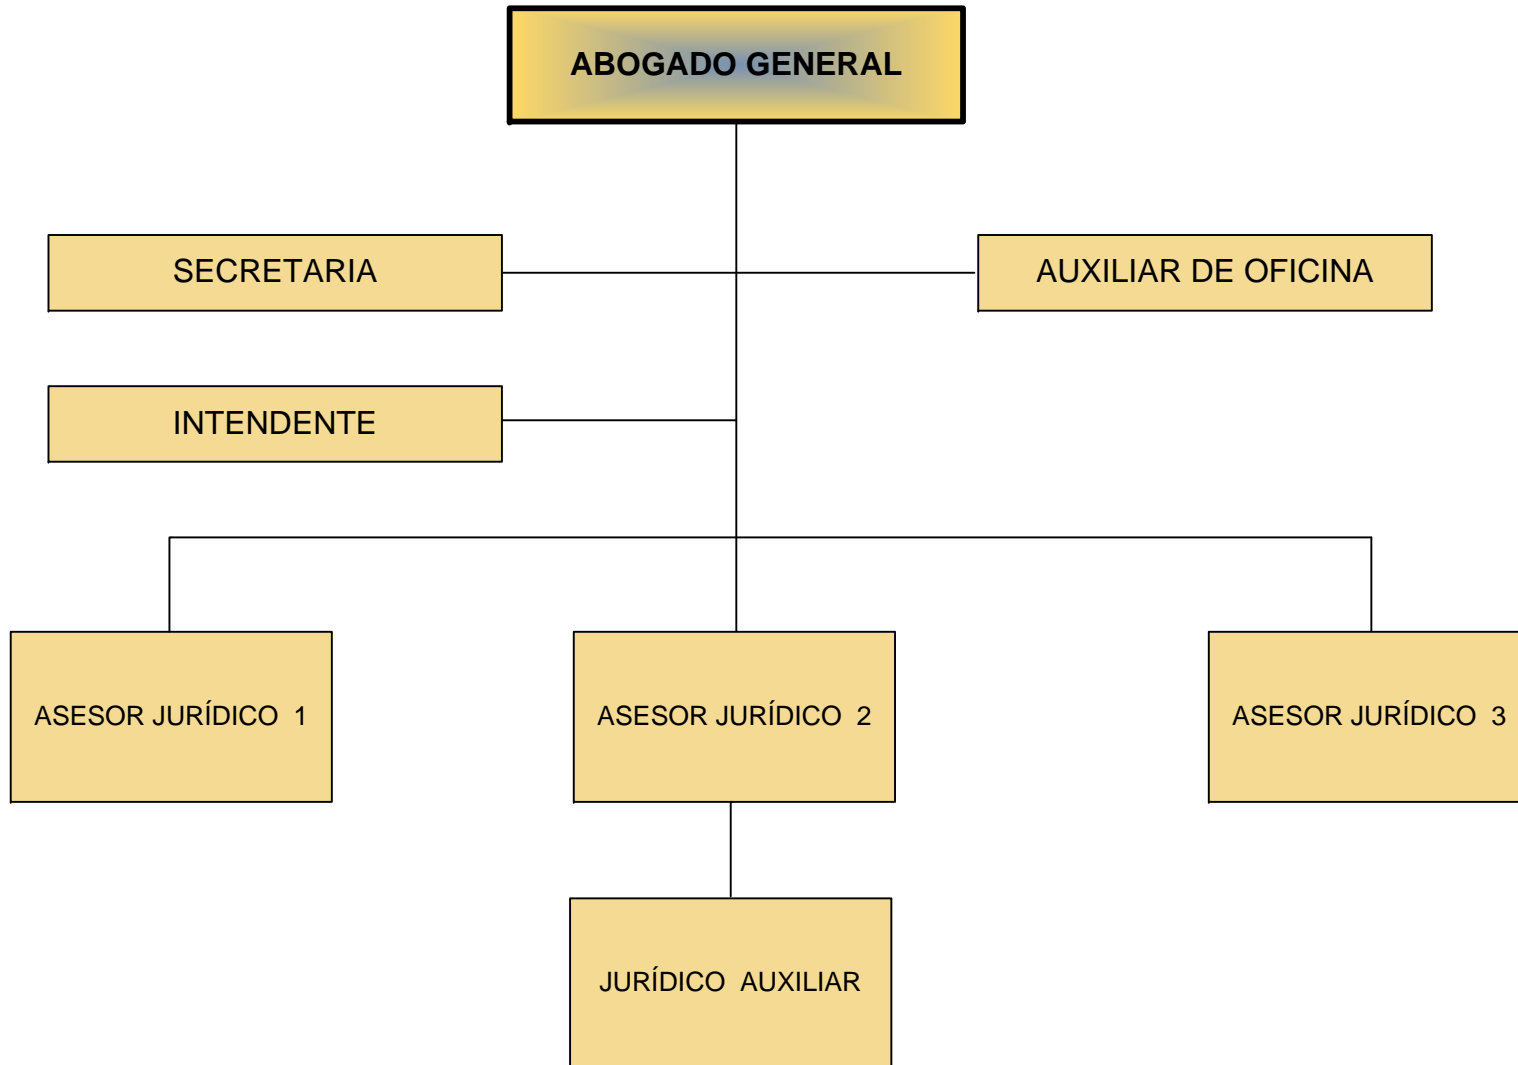 ABOGADO GENERAL
SECRETARIA
AUXILIAR DE OFICINA
INTENDENTE
ASESOR JURÍDICO  1
ASESOR JURÍDICO  2
ASESOR JURÍDICO  3
JURÍDICO  AUXILIAR